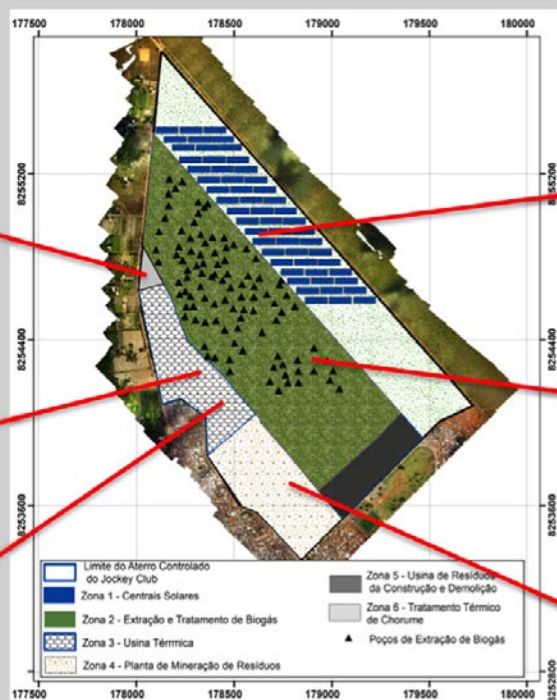 177500 178000 178500 179000 179500 180000
8255200 8255200
8254400 8254400
8253600 8253600
Limite do Aterro Controlado
do Jockey Club
Zona 1 - Centrais Solares
Zona 2 - Extração e Tratamento de Biogás
Zona 3 - Usina Térrmica
Zona 4 - Planta de Mineração de Resíduos
Zona 5 - Usina de Resíduos
da Construção e Demolição
Zona 6 - Tratamento Térmico
de Chorume
Poços de Extração de Biogás
8252800
177500 178000 178500 179000 179500 180000